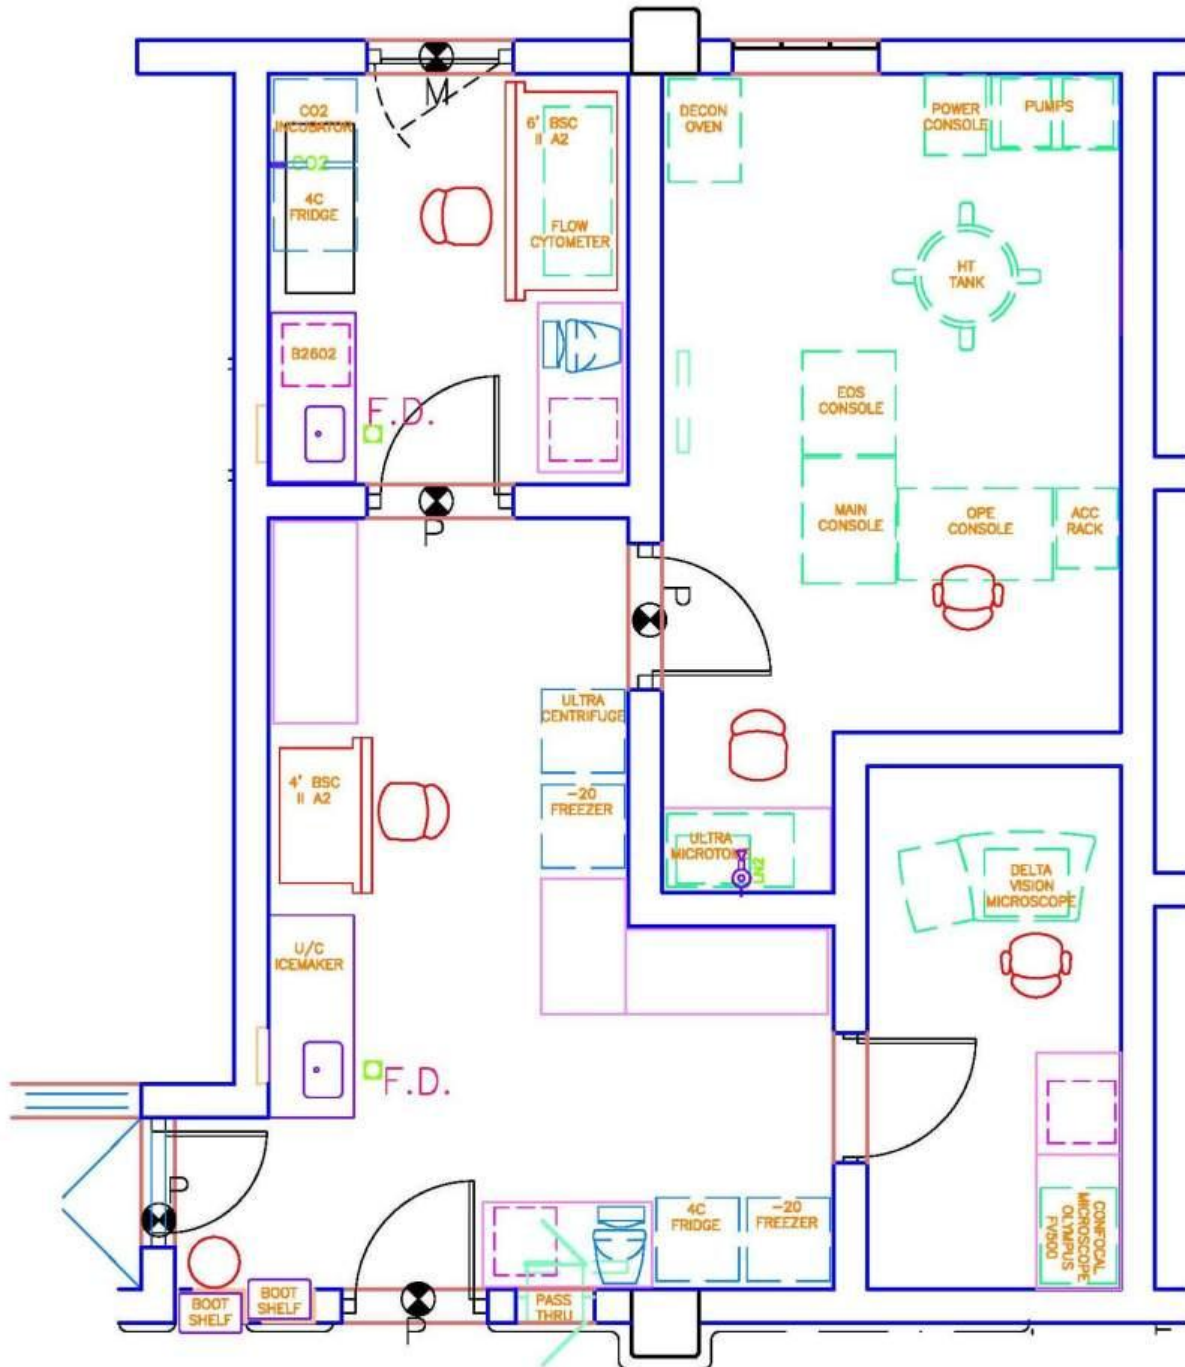 M
CO2
INCUBATOR
CO2
4C
FRIDGE
6' BSC
II A2
FLOW
CYTOMETER
DECON
OVEN
POWER
CONSOLE
PUMPS
HT
TANK
B2602
F.D.
EOS
CONSOLE
MAIN
CONSOLE
OPE
CONSOLE
ACC
RACK
P
P
ULTRA
CENTRIFUGE
4' BSC
II A2
-20
FREEZER
ULTRA
MICROTOME
LN2
DELTA
VISION
MICROSCOPE
U/C
ICEMAKER
F.D.
P
4C
FRIDGE
-20
FREEZER
CONFOCAL
MICROSCOPE
OLYMPUS
FV500
BOOT
SHELF
BOOT
SHELF
P
PASS
THRU